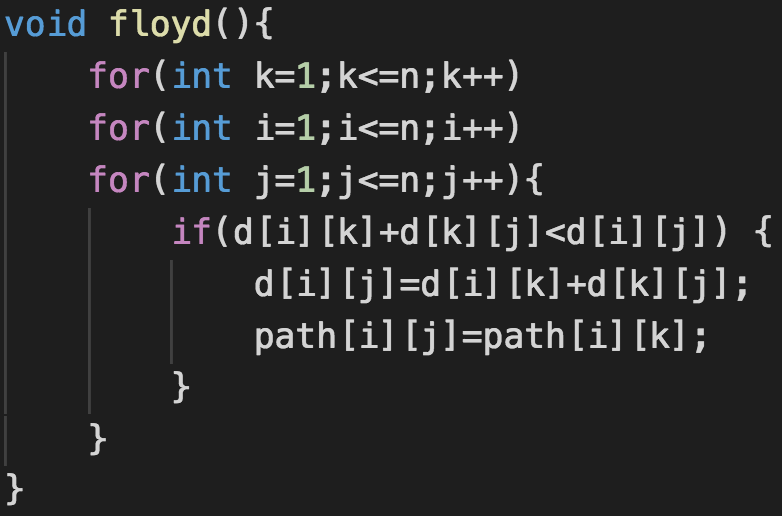 void floyd(){
    for(int k=1;k<=n;k++)
    for(int i=1;i<=n;i++)
    for(int j=1;j<=n;j++){
        if(d[i][k]+d[k][j]<d[i][j]) {
            d[i][j]=d[i][k]+d[k][j];
            path[i][j]=path[i][k];
        }
    }
}